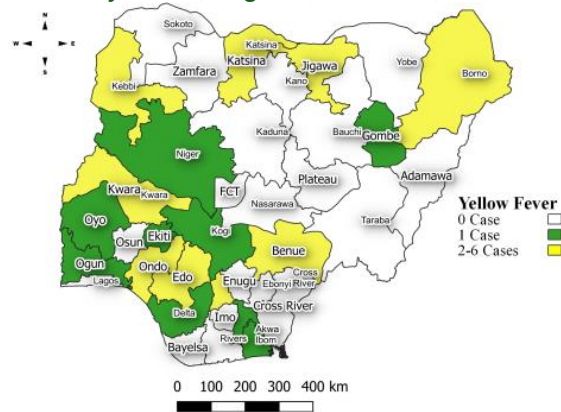 N
W E
S
Sokoto
Katsina
Zamfara
Katsina
Jigawa
Yobe
Borno
Kebbi
Kano
Kaduna
Bauchi
Gombe
Niger
Plateau
Adamawa
FCT
Kwara
Kwara
Nasarawa
Taraba
Oyo
Osun
Ekiti
Kogi
Benue
Ogun
Ondo
Edo
Lagos
Enugu
Ebonyi
Cross
River
Cross River
Delta
Imo
Akwa
Ibom
Rivers
Bayelsa
Yellow Fever
0 Case
1 Case
2-6 Cases
0 100 200 300 400 km